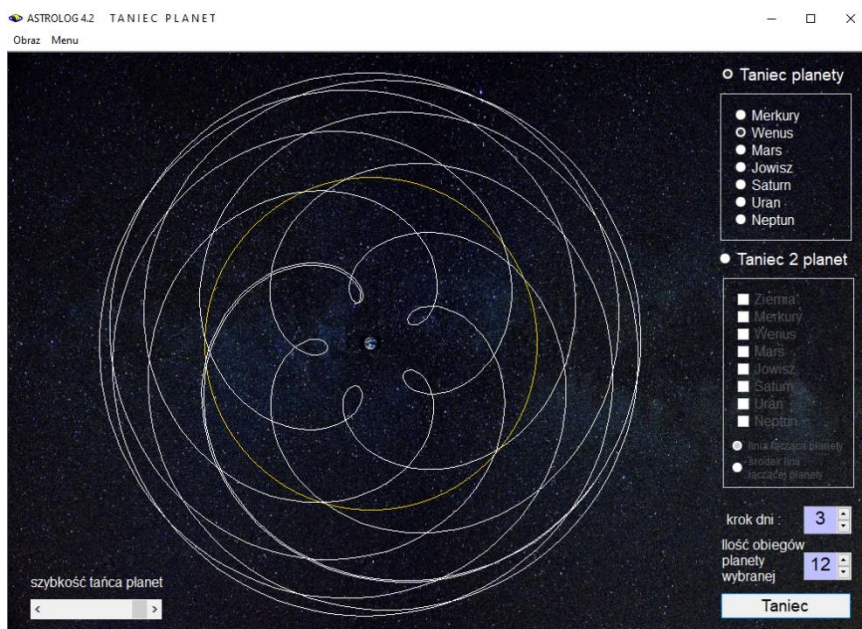 ASTROLOG 4.2 TANIEC PLANET
Obraz Menu
Taniec planety
Merkury
Wenus
Mars
Jowisz
Saturn
Uran
Neptun
Taniec 2 planet
Ziemia
Merkury
Wenus
Mars
Jowisz
Saturn
Uran
Neptun
linia łącząca planety
środek linii
łączącej planety
krok dni : 3
Ilość obiegów
planety
wybranej 12
szybkość tańca planet
Taniec